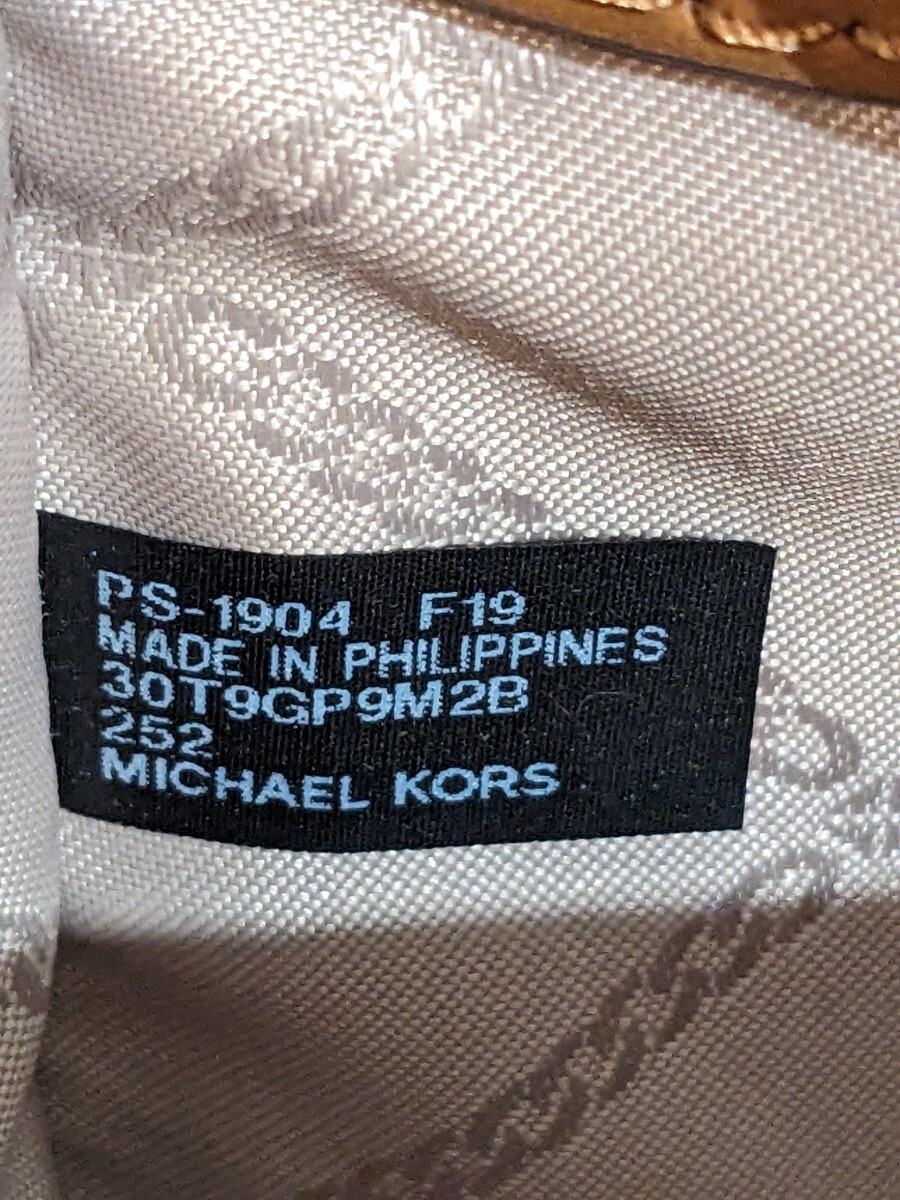 PS-1904 F19
MADE IN PHILIPPINES
30T9GP9M2B
252
MICHAEL KORS